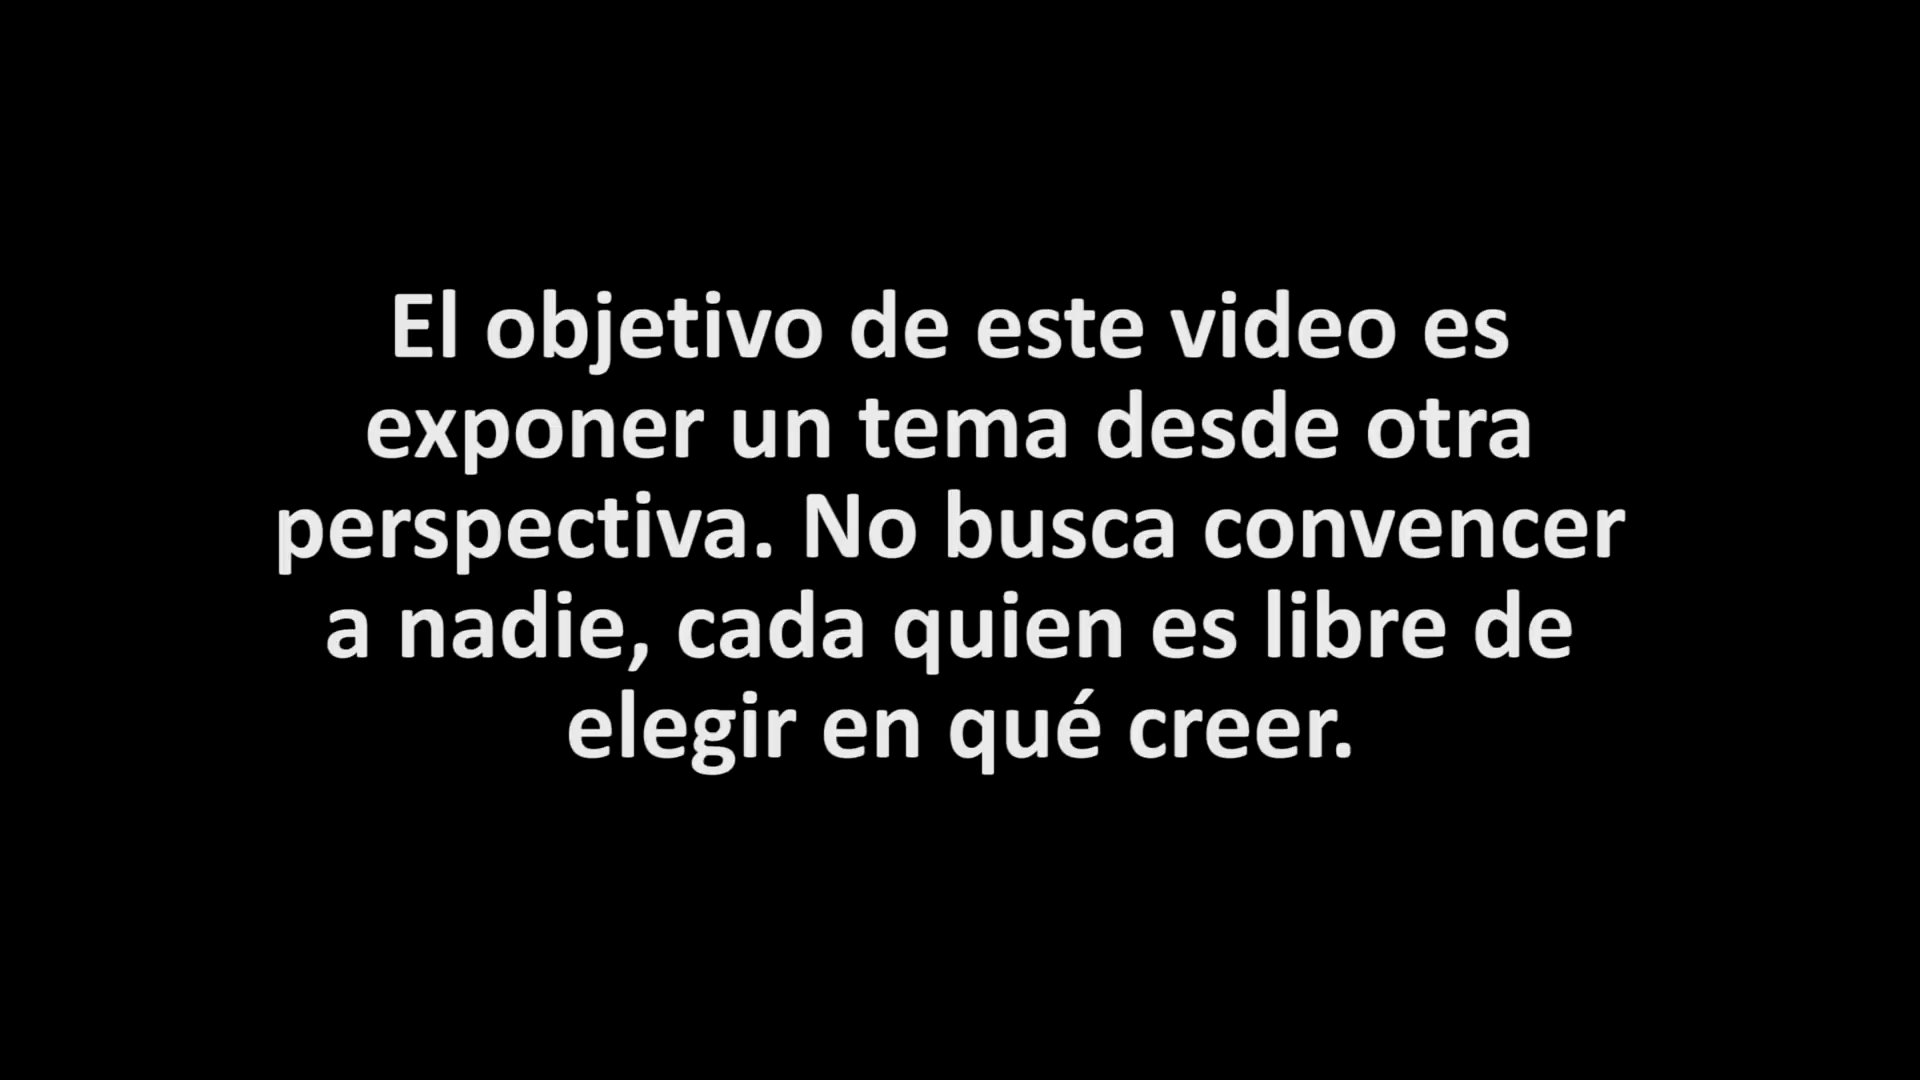 El objetivo de este video es
exponer un tema desde otra
perspectiva. No busca convencer
a nadie, cada quien es libre de
elegir en qué creer.